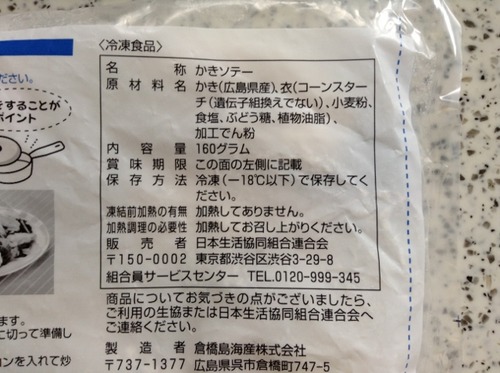 〈冷凍食品〉
ださい。
をすることが
ポイント
名称 かきソテー
原材料名 かき(広島県産)、衣(コーンスター
チ(遺伝子組換えでない)、小麦粉、
食塩、ぶどう糖、植物油脂)、
加工でん粉
内容量 160グラム
賞味期限 この面の左側に記載
保存方法 冷凍(−18℃以下)で保存してく
ださい。
凍結前加熱の有無 加熱してありません。
加熱調理の必要性 加熱してお召し上がりください。
販売者 日本生活協同組合連合会
〒150-0002 東京都渋谷区渋谷3-29-8
組合員サービスセンター TEL.0120-999-345
商品についてお気づきの点がございましたら、
ご利用の生協または日本生活協同組合連合会へ
ご連絡ください。
ます。
に切って準備し
コンを入れて炒
製造者 倉橋島海産株式会社
〒737-1377 広島県呉市倉橋町747-5